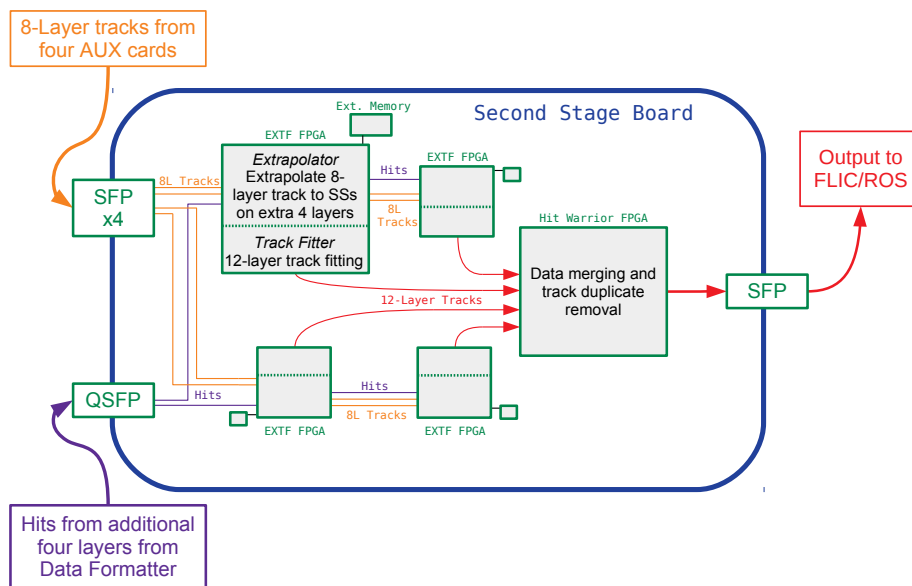 8-Layer tracks from
four AUX cards
Second Stage Board
Ext. Memory
EXTF FPGA
Extrapolator
Extrapolate 8-
layer track to SSs
on extra 4 layers
Track Fitter
12-layer track fitting
Hits
EXTF FPGA
8L
Tracks
8L Tracks
SFP
x4
Output to
FLIC/ROS
Hit Warrior FPGA
Data merging and
track duplicate
removal
SFP
12-Layer Tracks
QSFP
Hits
Hits
8L Tracks
EXTF FPGA
EXTF FPGA
Hits from additional
four layers from
Data Formatter